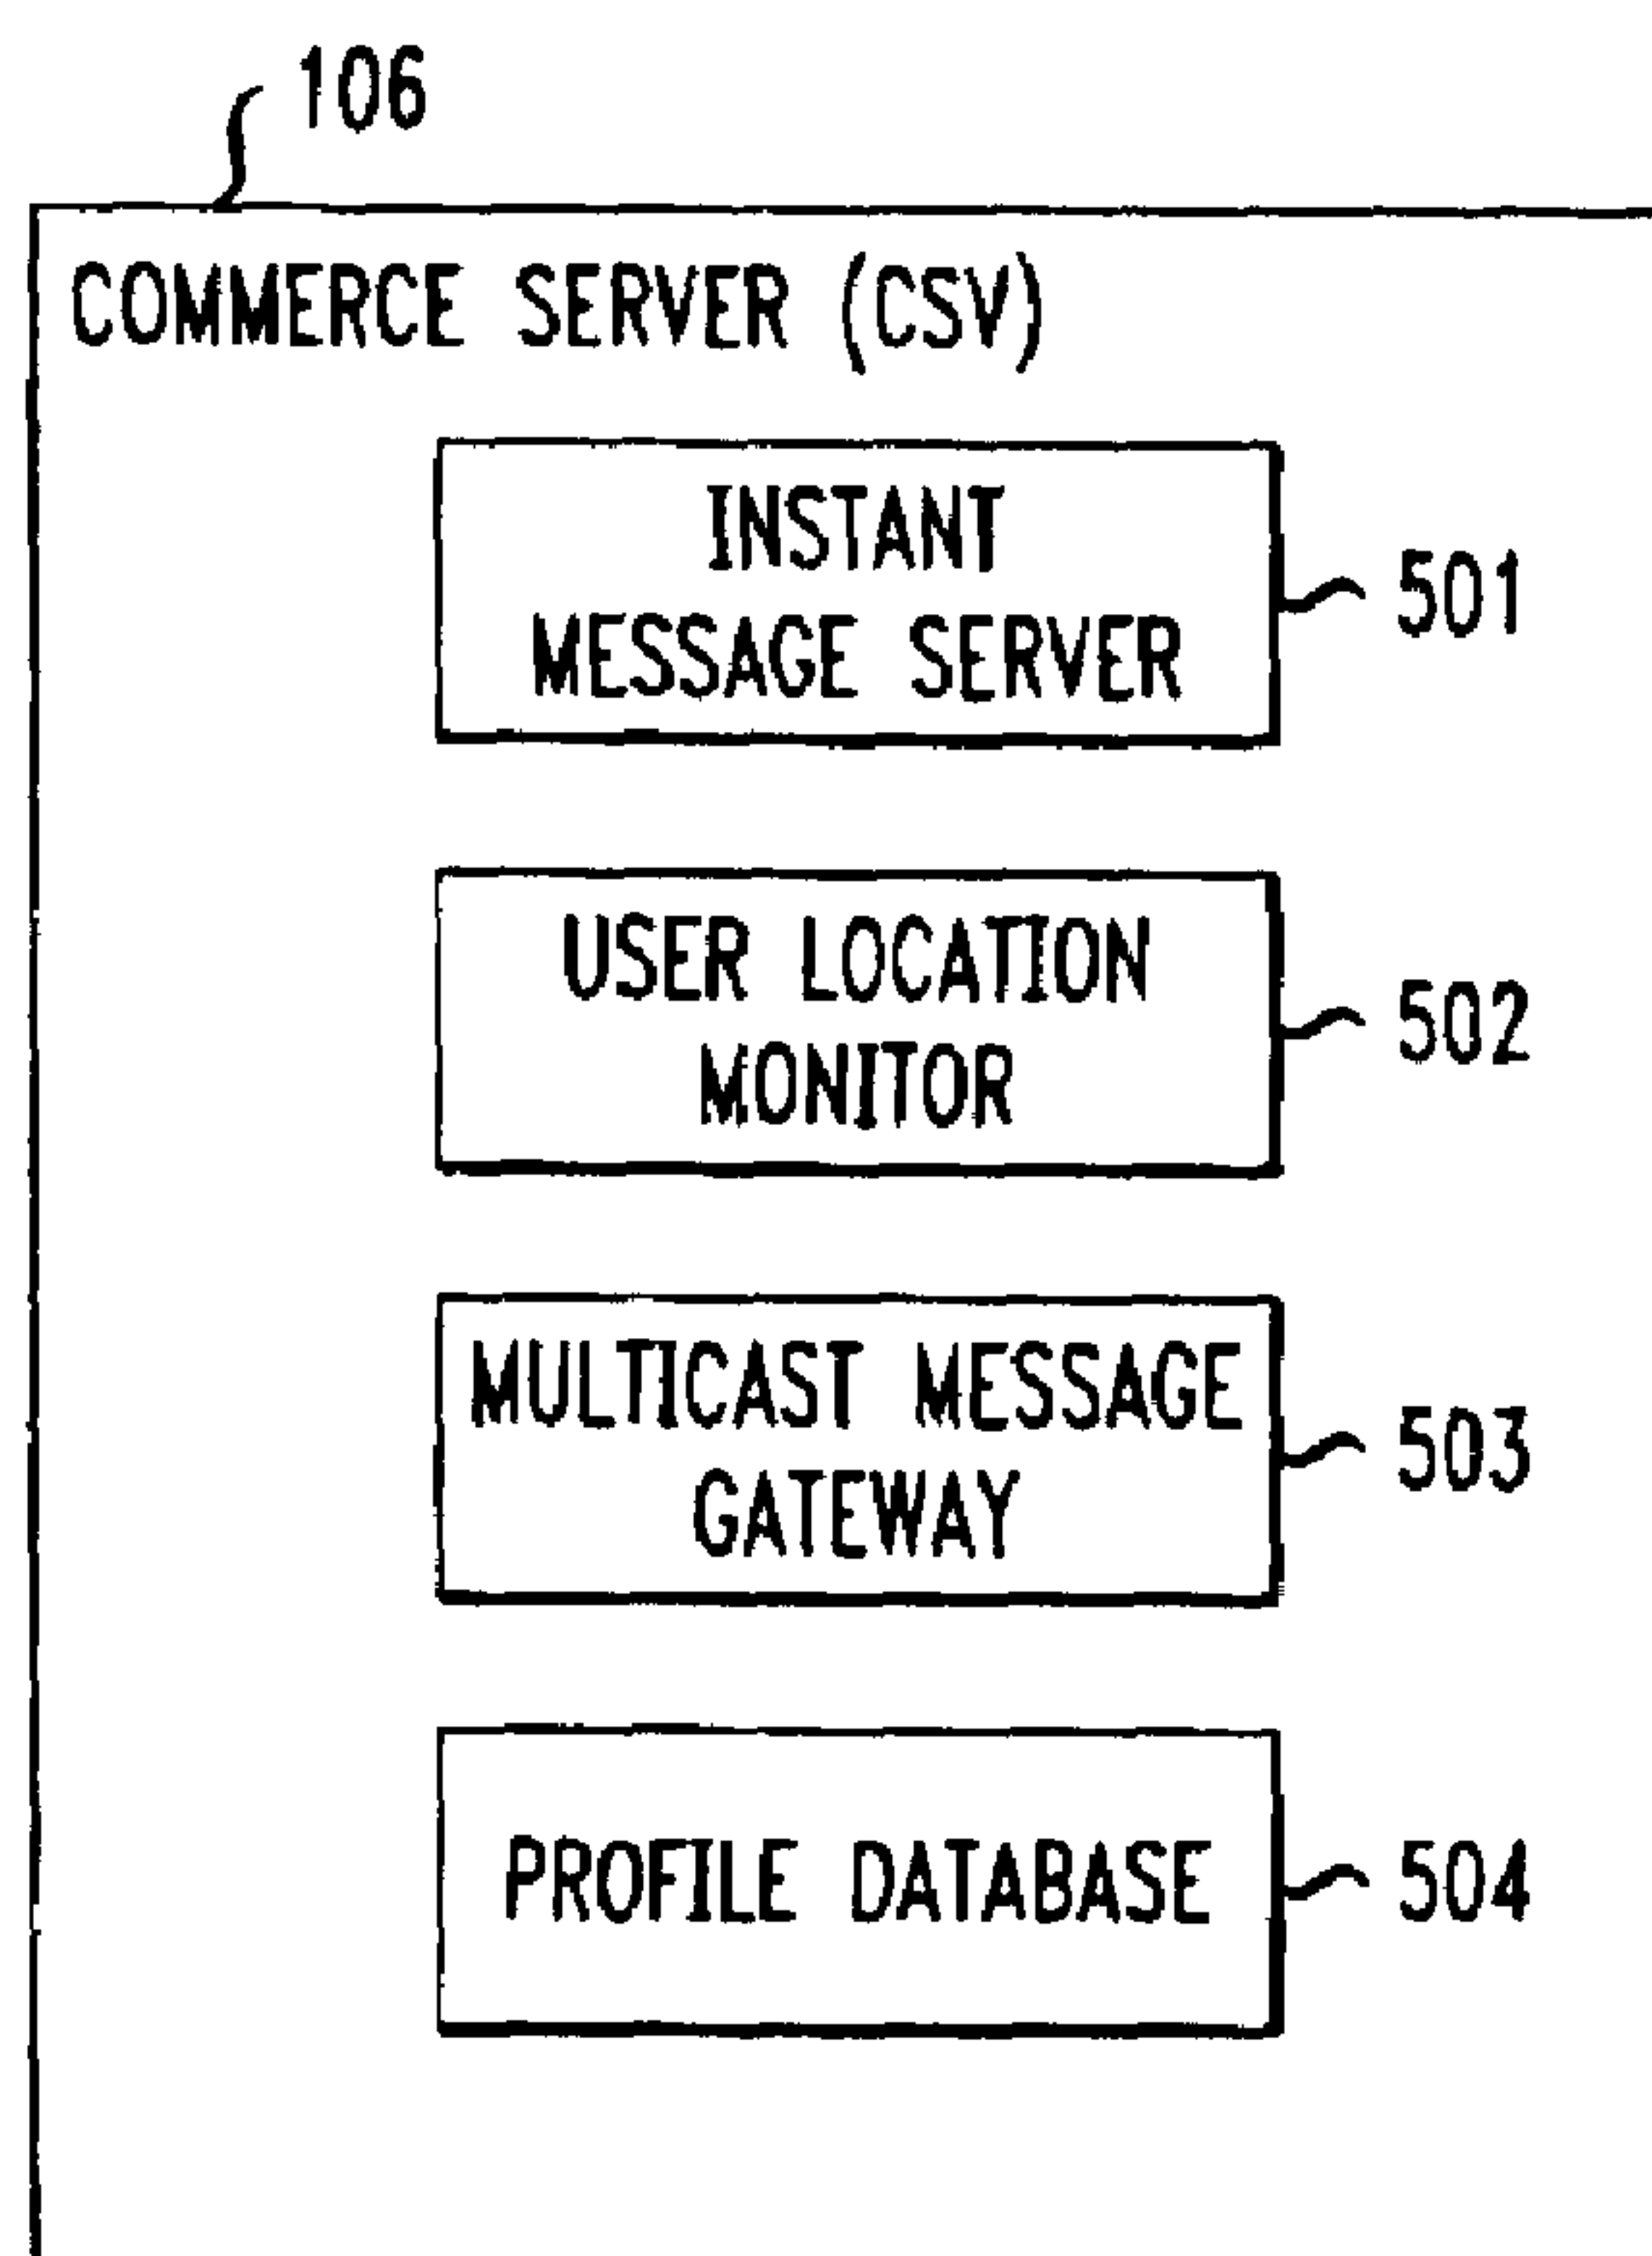 106
COMMERCE SERVER (CSV)
INSTANT
MESSAGE SERVER
501
USER LOCATION
MONITOR
502
MULTICAST MESSAGE
GATEWAY
503
PROFILE DATABASE
504